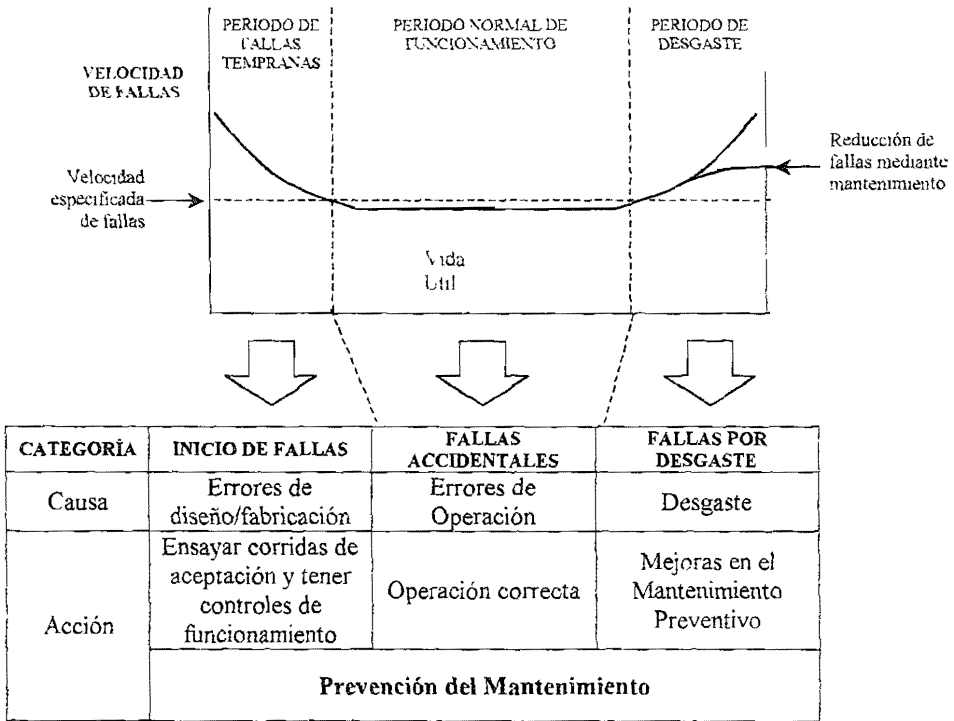 PERIODO DE
FALLAS
TEMPRANAS
PERIODO NORMAL DE
FUNCIONAMIENTO
PERIODO DE
DESGASTE
VELOCIDAD
DE FALLAS
Reducción de
fallas mediante
mantenimiento
Velocidad
especificada
de fallas
Vida
Util
CATEGORÍA
INICIO DE FALLAS
FALLAS
ACCIDENTALES
FALLAS POR
DESGASTE
Causa
Errores de
diseño/fabricación
Errores de
Operación
Desgaste
Acción
Ensayar corridas de
aceptación y tener
controles de
funcionamiento
Operación correcta
Mejoras en el
Mantenimiento
Preventivo
Prevención del Mantenimiento